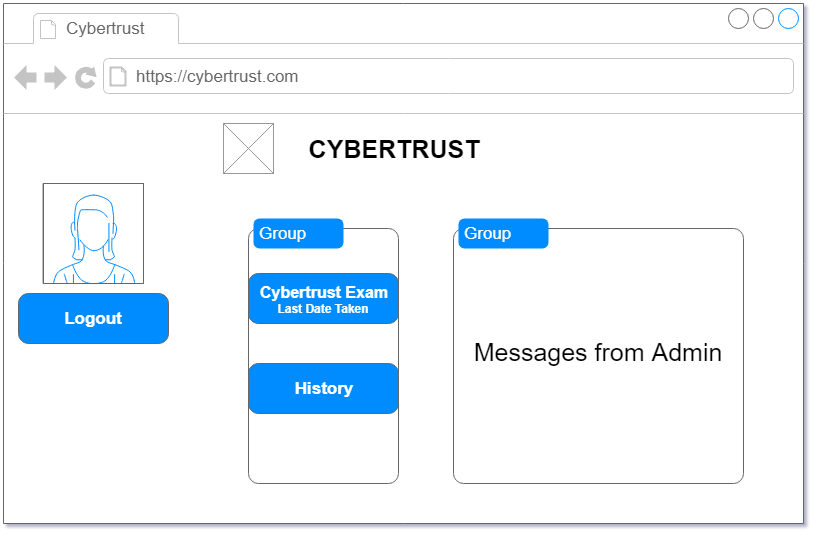 Cybertrust
https://cybertrust.com
CYBERTRUST
Logout
Group
Cybertrust Exam
Last Date Taken
History
Group
Messages from Admin